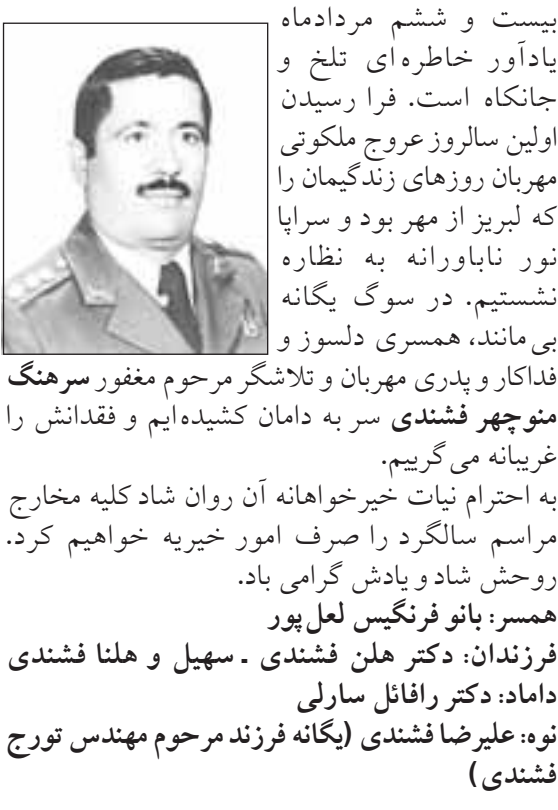 بیست و ششم مردادماه
یادآور خاطره‌ای تلخ و
جانکاه است. فرا رسیدن
اولین سالروز عروج ملکوتی
مهربان روزهای زندگیمان را
که لبریز از مهر بود و سراپا
نور ناباورانه به نظاره
نشستیم. در سوگ یگانه
بی‌مانند، همسری دلسوز و
فداکار و پدری مهربان و تلاشگر مرحوم مغفور سرهنگ
منوچهر فشندی سر به دامان کشیده‌ایم و فقدانش را
غریبانه می‌گرییم.
به احترام نیات خیرخواهانه آن روان شاد کلیه مخارج
مراسم سالگرد را صرف امور خیریه خواهیم کرد.
روحش شاد و یادش گرامی باد.
همسر: بانو فرنگیس لعل‌پور
فرزندان: دکتر هلن فشندی ـ سهیل و هلنا فشندی
داماد: دکتر رافائل سارلی
نوه: علیرضا فشندی (یگانه فرزند مرحوم مهندس تورج
فشندی)